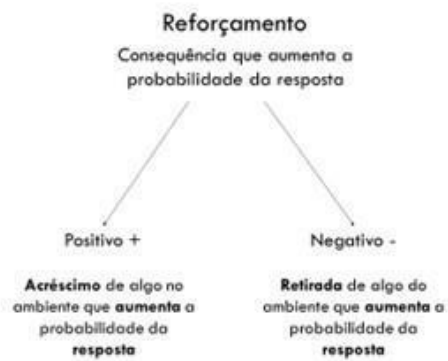 Reforçamento
Consequência que aumenta a
probabilidade da resposta
Positivo +
Acréscimo de algo no
ambiente que aumenta a
probabilidade da
resposta
Negativo -
Retirada de algo do
ambiente que aumenta a
probabilidade da
resposta